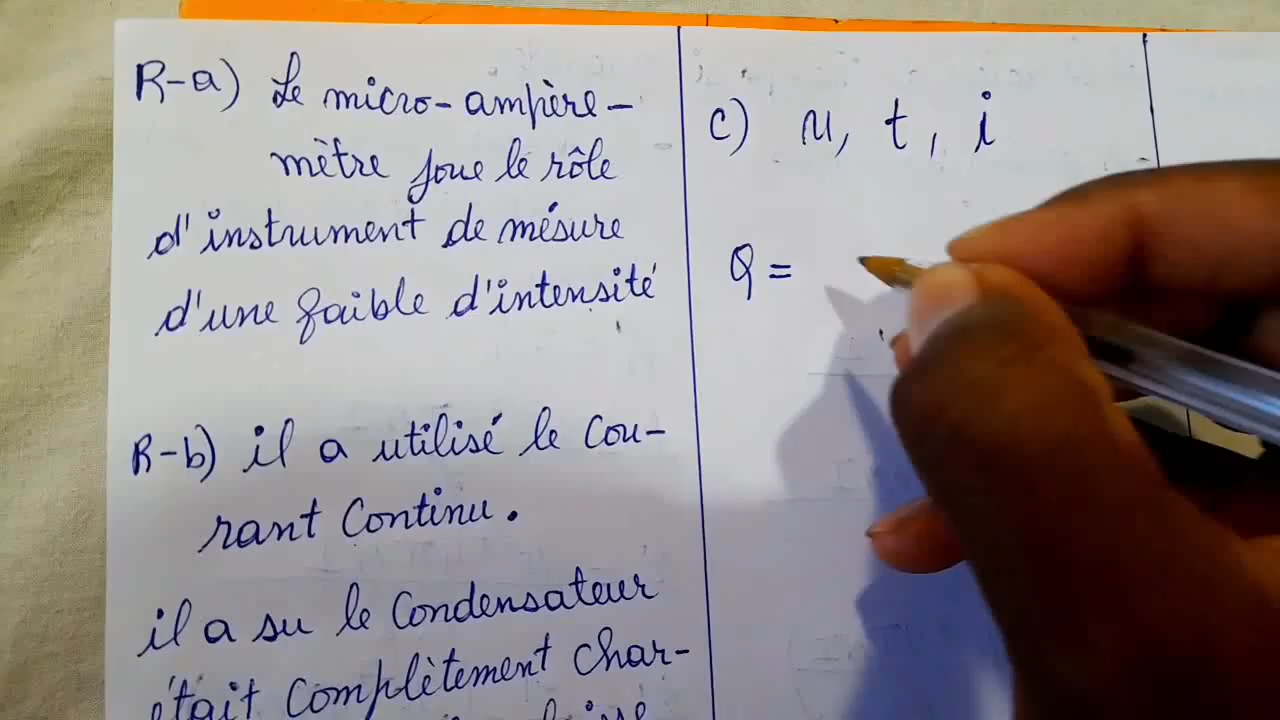 R-a) Le micro-ampère-
mètre joue le rôle
d'instrument de mésure
d'une faible d'intensité
R-b) il a utilisé le cou-
rant continu.
il a su le condensateur
était complètement char-
c) u, t, i
Q =